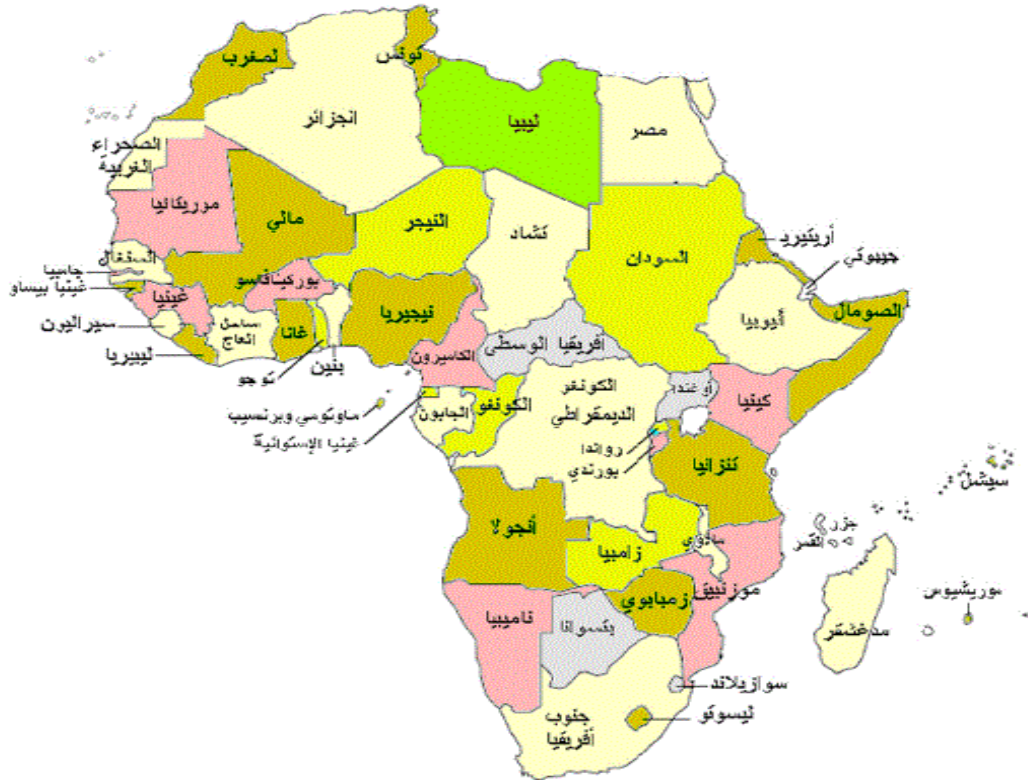 لمغرب
تونس
الجزائر
ليبيا
مصر
الصحراء
الغربية
موريتانيا
مالي
النيجر
تشاد
السودان
أريتيرد
جيبوتي
السنغال
جامبيا
غينيا بيساو
غينيا
بوركينافاسو
سيراليون
ليبيريا
ساحل
العاج
غانا
توجو
بنين
نيجيريا
الكاميرون
أفريقيا الوسطى
أثيوبيا
الصومال
ساوتومي وبرنسيب
غينيا الإستوائية
الجابون
الكونغو
الكونغو
الديمقراطي
أوغندا
كينيا
رواندا
بورندي
تنزانيا
سيشل
جزر
القمر
أنجولا
زامبيا
ملاوي
موزنبيق
زمبابوي
ناميبيا
بتسوانا
مدغشقر
موريشيوس
سوازيلاند
ليسوتو
جنوب
أفريقيا